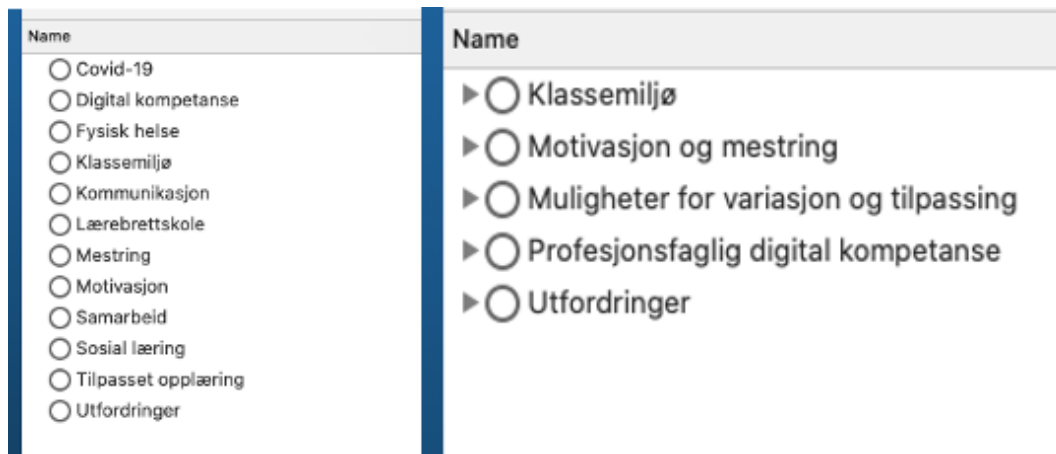 Name
Covid-19
Digital kompetanse
Fysisk helse
Klassemiljø
Kommunikasjon
Lærebrettskole
Mestring
Motivasjon
Samarbeid
Sosial læring
Tilpasset opplæring
Utfordringer
Name
Klassemiljø
Motivasjon og mestring
Muligheter for variasjon og tilpassing
Profesjonsfaglig digital kompetanse
Utfordringer